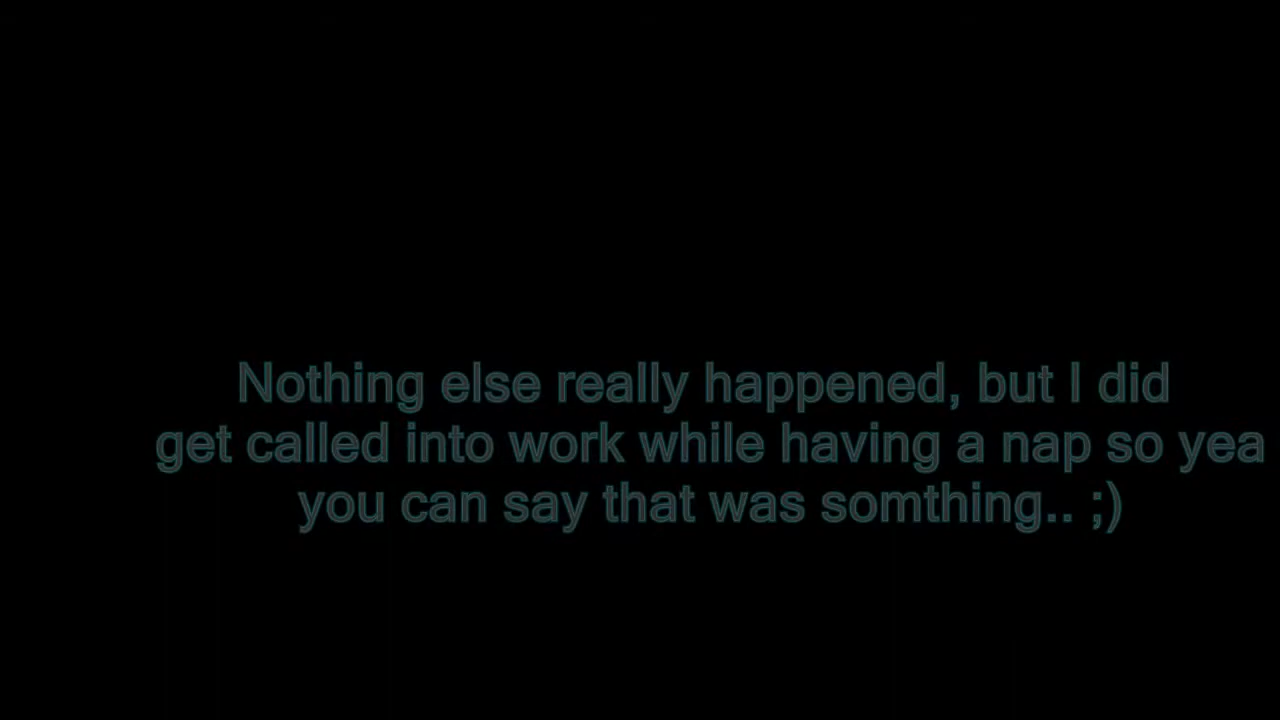 Nothing else really happened, but I did
get called into work while having a nap so yea
you can say that was somthing.. ;)